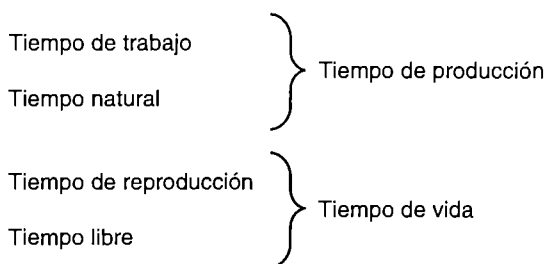 Tiempo de trabajo
Tiempo de producción
Tiempo natural
Tiempo de reproducción
Tiempo de vida
Tiempo libre